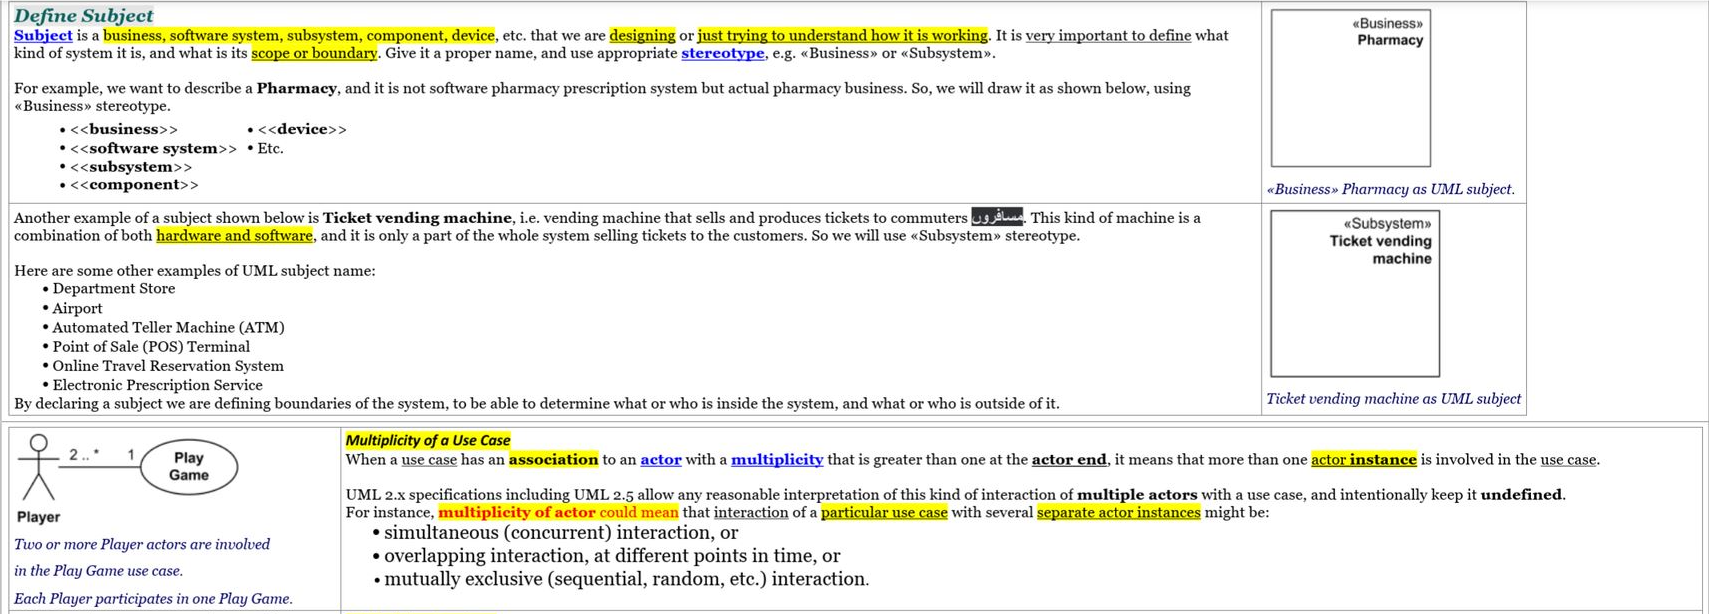 Define Subject
Subject is a business, software system, subsystem, component, device, etc. that we are designing or just trying to understand how it is working. It is very important to define what
kind of system it is, and what is its scope or boundary. Give it a proper name, and use appropriate stereotype, e.g. «Business» or «Subsystem».
For example, we want to describe a Pharmacy, and it is not software pharmacy prescription system but actual pharmacy business. So, we will draw it as shown below, using
«Business» stereotype.
• <<business>>
• <<software system>>
• <<subsystem>>
• <<component>>
• <<device>>
• Etc.
«Business»
Pharmacy
«Business» Pharmacy as UML subject.
Another example of a subject shown below is Ticket vending machine, i.e. vending machine that sells and produces tickets to commuters مسافروں. This kind of machine is a
combination of both hardware and software, and it is only a part of the whole system selling tickets to the customers. So we will use «Subsystem» stereotype.
Here are some other examples of UML subject name:
• Department Store
• Airport
• Automated Teller Machine (ATM)
• Point of Sale (POS) Terminal
• Online Travel Reservation System
• Electronic Prescription Service
By declaring a subject we are defining boundaries of the system, to be able to determine what or who is inside the system, and what or who is outside of it.
«Subsystem»
Ticket vending
machine
Ticket vending machine as UML subject
2..* 1
Play
Game
Player
Two or more Player actors are involved
in the Play Game use case.
Each Player participates in one Play Game.
Multiplicity of a Use Case
When a use case has an association to an actor with a multiplicity that is greater than one at the actor end, it means that more than one actor instance is involved in the use case.
UML 2.x specifications including UML 2.5 allow any reasonable interpretation of this kind of interaction of multiple actors with a use case, and intentionally keep it undefined.
For instance, multiplicity of actor could mean that interaction of a particular use case with several separate actor instances might be:
• simultaneous (concurrent) interaction, or
• overlapping interaction, at different points in time, or
• mutually exclusive (sequential, random, etc.) interaction.